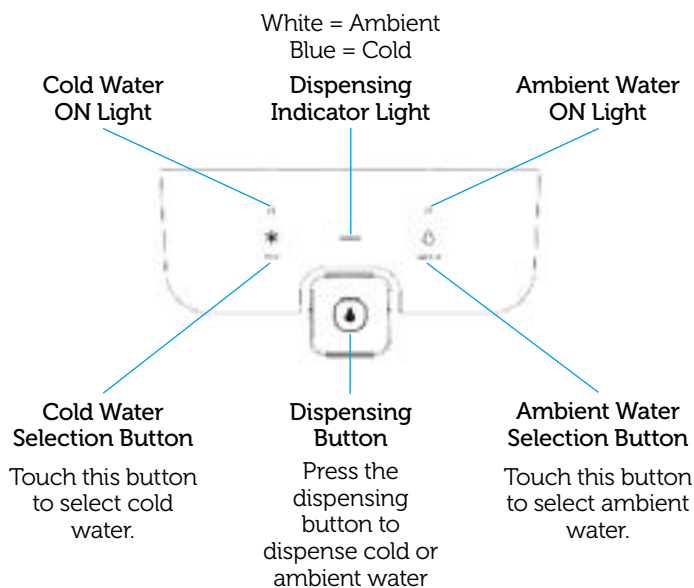 White = Ambient
Blue = Cold
Cold Water
ON Light
Dispensing
Indicator Light
Ambient Water
ON Light
Cold Water
Selection Button
Touch this button
to select cold
water.
Dispensing
Button
Press the
dispensing
button to
dispense cold or
ambient water
Ambient Water
Selection Button
Touch this button
to select ambient
water.